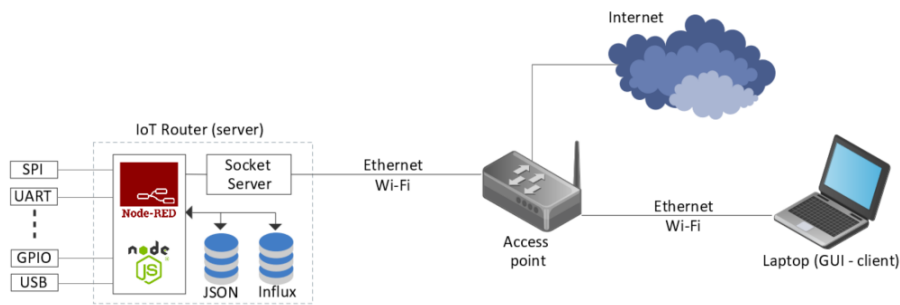 Internet
IoT Router (server)
SPI
UART
GPIO
USB
Node-RED
node
JS
Socket
Server
JSON
Influx
Ethernet
Wi-Fi
Access
point
Ethernet
Wi-Fi
Laptop (GUI - client)